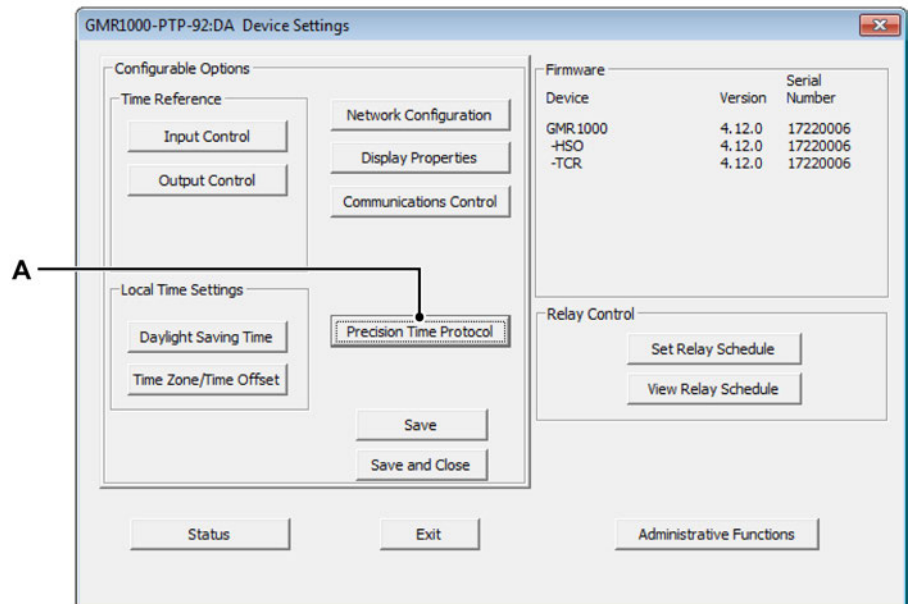 GMR1000-PTP-92:DA Device Settings
Configurable Options
Time Reference
Input Control
Output Control
Network Configuration
Display Properties
Communications Control
A
Local Time Settings
Daylight Saving Time
Time Zone/Time Offset
Precision Time Protocol
Save
Save and Close
Firmware
Device Version Serial Number
GMR1000 4.12.0 17220006
-HSO 4.12.0 17220006
-TCR 4.12.0 17220006
Relay Control
Set Relay Schedule
View Relay Schedule
Status
Exit
Administrative Functions